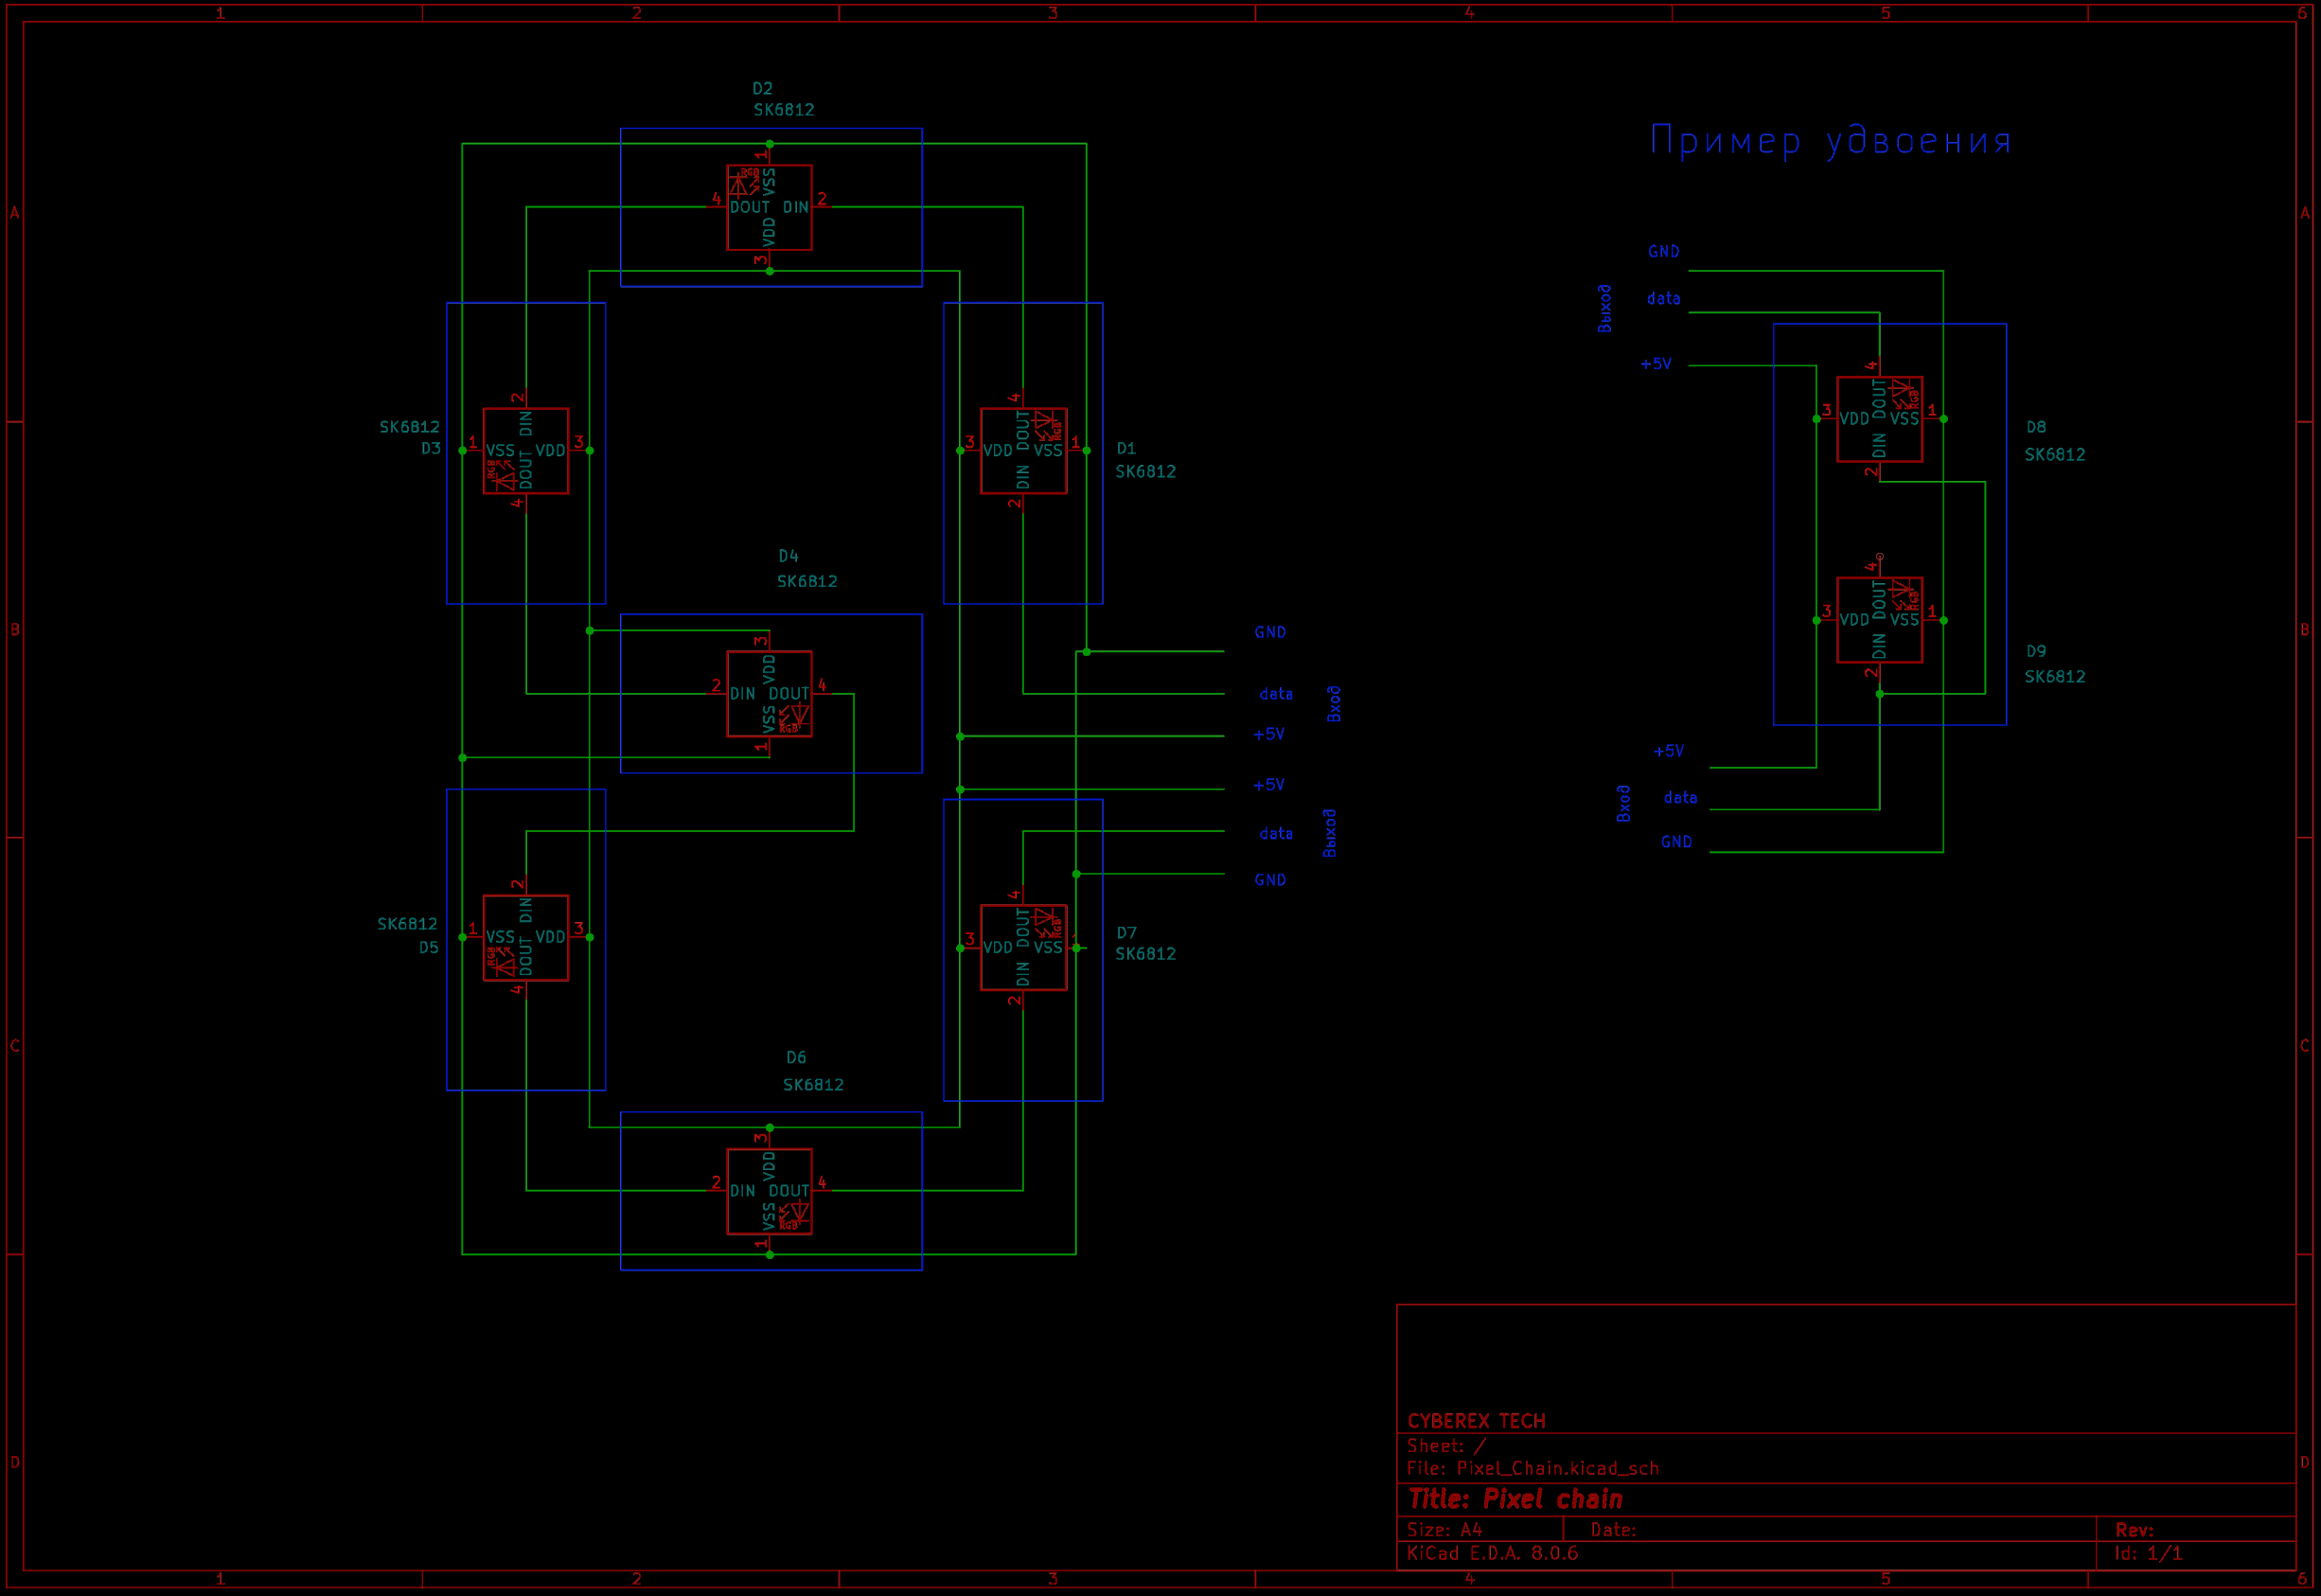 1 2 3 4 5 6
D2
SK6812
1
RGB
VSS
4 DOUT DIN 2
VDD
3
Пример удвоения
A A
GND
data
Выход
+5V
SK6812
D3
2
DIN
1 VSS VDD 3
RGB
DOUT
4
4
DOUT
RGB
3 VDD VSS 1
DIN
2
D1
SK6812
4
DOUT
RGB
3 VDD VSS 1
DIN
2
D8
SK6812
D4
SK6812
3
VDD
2 DIN DOUT 4
VSS
RGB
1
B B
GND
data
Вход
+5V
+5V
data
Выход
GND
4
DOUT
RGB
3 VDD VSS 1
DIN
2
D9
SK6812
+5V
data
Вход
GND
SK6812
D5
2
DIN
1 VSS VDD 3
RGB
DOUT
4
4
DOUT
RGB
3 VDD VSS 1
DIN
2
D7
SK6812
C C
D6
SK6812
3
VDD
2 DIN DOUT 4
VSS
RGB
1
CYBEREX TECH
Sheet: /
File: Pixel_Chain.kicad_sch
D D
Title: Pixel chain
Size: A4 Date: Rev:
KiCad E.D.A. 8.0.6 Id: 1/1
1 2 3 4 5 6